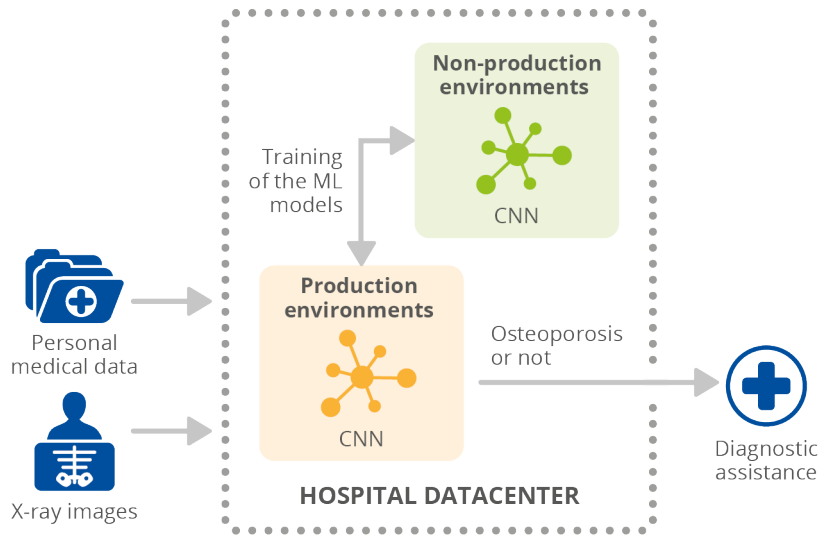 Non-production
environments
CNN
Training
of the ML
models
Production
environments
CNN
Personal
medical data
X-ray images
Osteoporosis
or not
Diagnostic
assistance
HOSPITAL DATACENTER